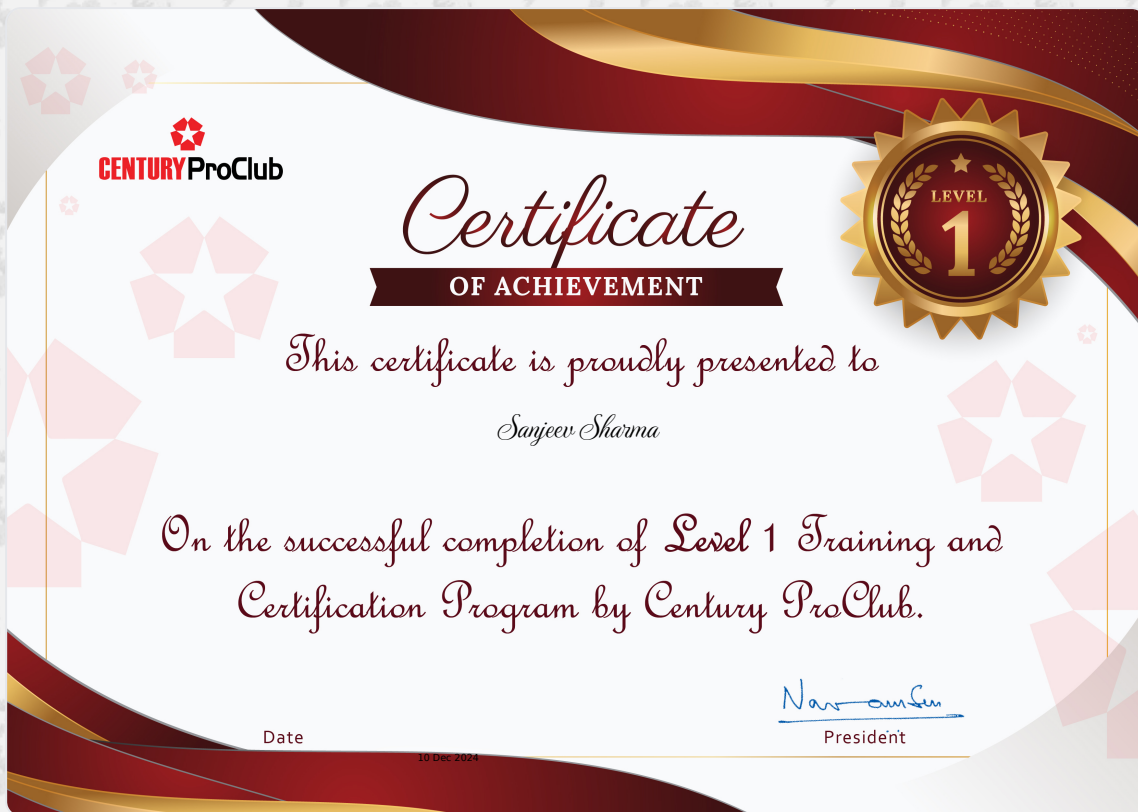 CENTURY ProClub
LEVEL
1
Certificate
OF ACHIEVEMENT
This certificate is proudly presented to
Sanjeev Sharma
On the successful completion of Level 1 Training and
Certification Program by Century ProClub.
Date
President
10 Dec 2024